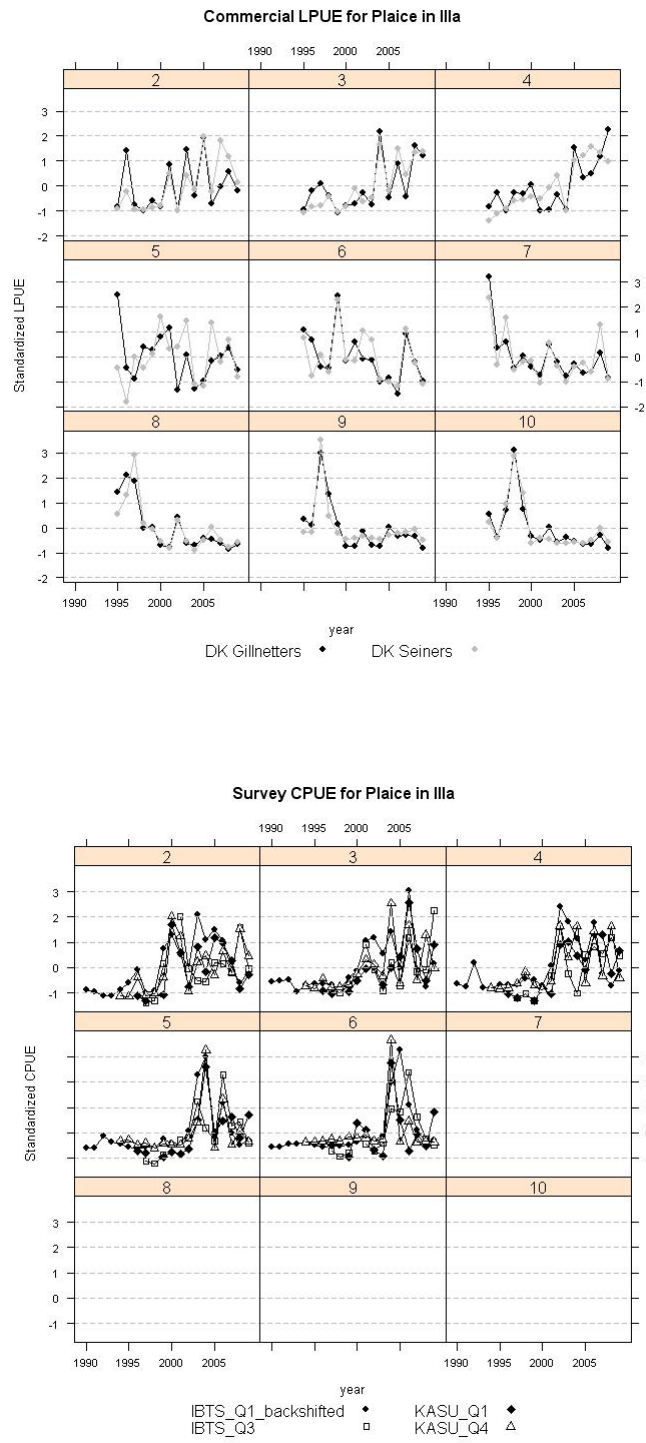 Commercial LPUE for Plaice in IIIa
1990 1995 2000 2005
2 3 4
3
2
1
0
-1
-2
5 6 7
3
2
1
0
-1
-2
8 9 10
3
2
1
0
-1
-2
Standardized LPUE
1990 1995 2000 2005 1990 1995 2000 2005
year
DK Gillnetters DK Seiners
Survey CPUE for Plaice in IIIa
1990 1995 2000 2005
2 3 4
3
2
1
0
-1
5 6 7
Standardized CPUE
8 9 10
3
2
1
0
-1
1990 1995 2000 2005 1990 1995 2000 2005
year
IBTS_Q1_backshifted KASU_Q1
IBTS_Q3 KASU_Q4